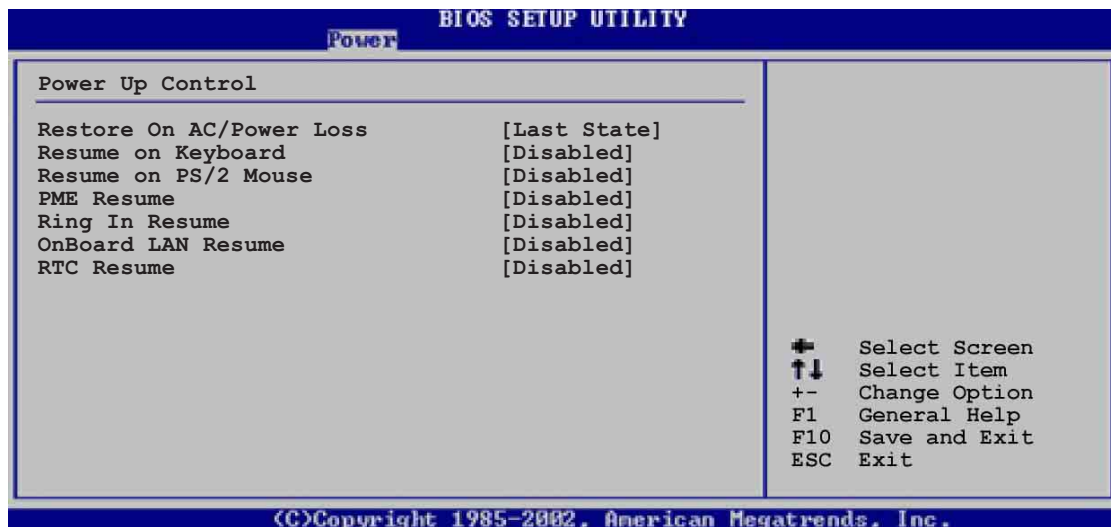 BIOS SETUP UTILITY
Power
Power Up Control
Restore On AC/Power Loss [Last State]
Resume on Keyboard [Disabled]
Resume on PS/2 Mouse [Disabled]
PME Resume [Disabled]
Ring In Resume [Disabled]
OnBoard LAN Resume [Disabled]
RTC Resume [Disabled]
← Select Screen
↑↓ Select Item
+- Change Option
F1 General Help
F10 Save and Exit
ESC Exit
(C)Copyright 1985-2002, American Megatrends, Inc.